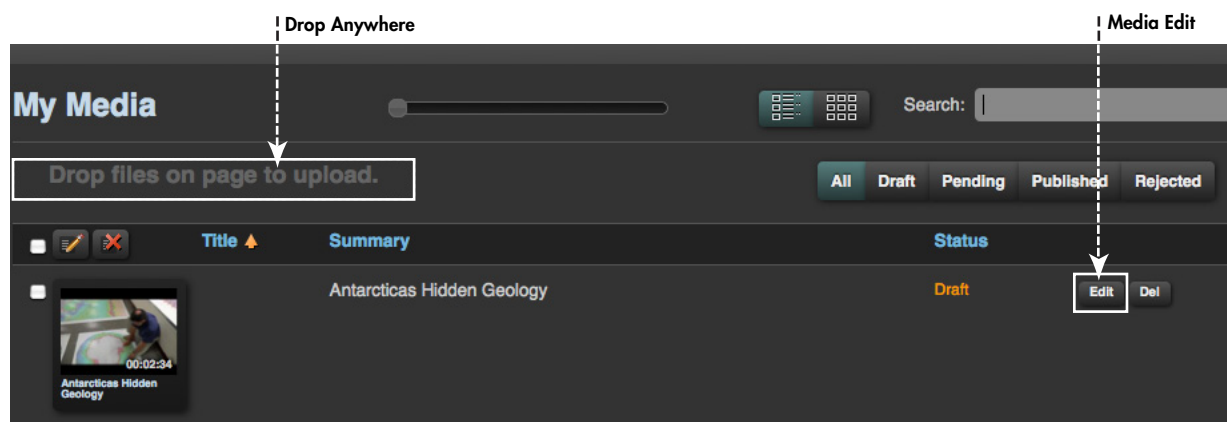 Drop Anywhere
Media Edit
My Media
Search:
Drop files on page to upload.
All Draft Pending Published Rejected
Title Summary Status
Antarcticas Hidden Geology Draft Edit Del
00:02:34
Antarcticas Hidden
Geology